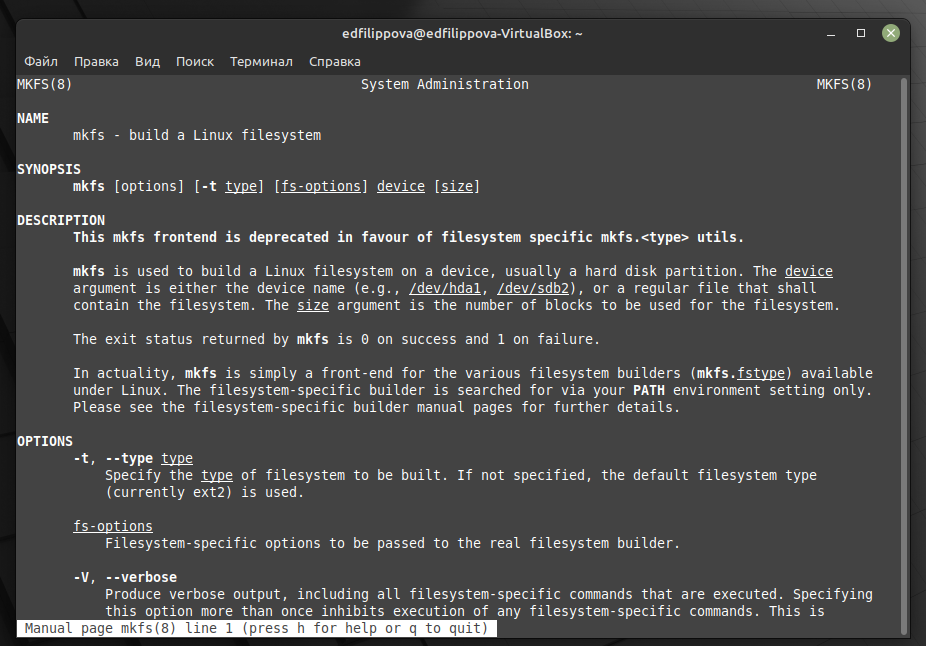 edfilippova@edfilippova-VirtualBox: ~
Файл Правка Вид Поиск Терминал Справка
MKFS(8) System Administration MKFS(8)
NAME
mkfs - build a Linux filesystem
SYNOPSIS
mkfs [options] [-t type] [fs-options] device [size]
DESCRIPTION
This mkfs frontend is deprecated in favour of filesystem specific mkfs.<type> utils.
mkfs is used to build a Linux filesystem on a device, usually a hard disk partition. The device
argument is either the device name (e.g., /dev/hda1, /dev/sdb2), or a regular file that shall
contain the filesystem. The size argument is the number of blocks to be used for the filesystem.
The exit status returned by mkfs is 0 on success and 1 on failure.
In actuality, mkfs is simply a front-end for the various filesystem builders (mkfs.fstype) available
under Linux. The filesystem-specific builder is searched for via your PATH environment setting only.
Please see the filesystem-specific builder manual pages for further details.
OPTIONS
-t, --type type
Specify the type of filesystem to be built. If not specified, the default filesystem type
(currently ext2) is used.
fs-options
Filesystem-specific options to be passed to the real filesystem builder.
-V, --verbose
Produce verbose output, including all filesystem-specific commands that are executed. Specifying
this option more than once inhibits execution of any filesystem-specific commands. This is
Manual page mkfs(8) line 1 (press h for help or q to quit)